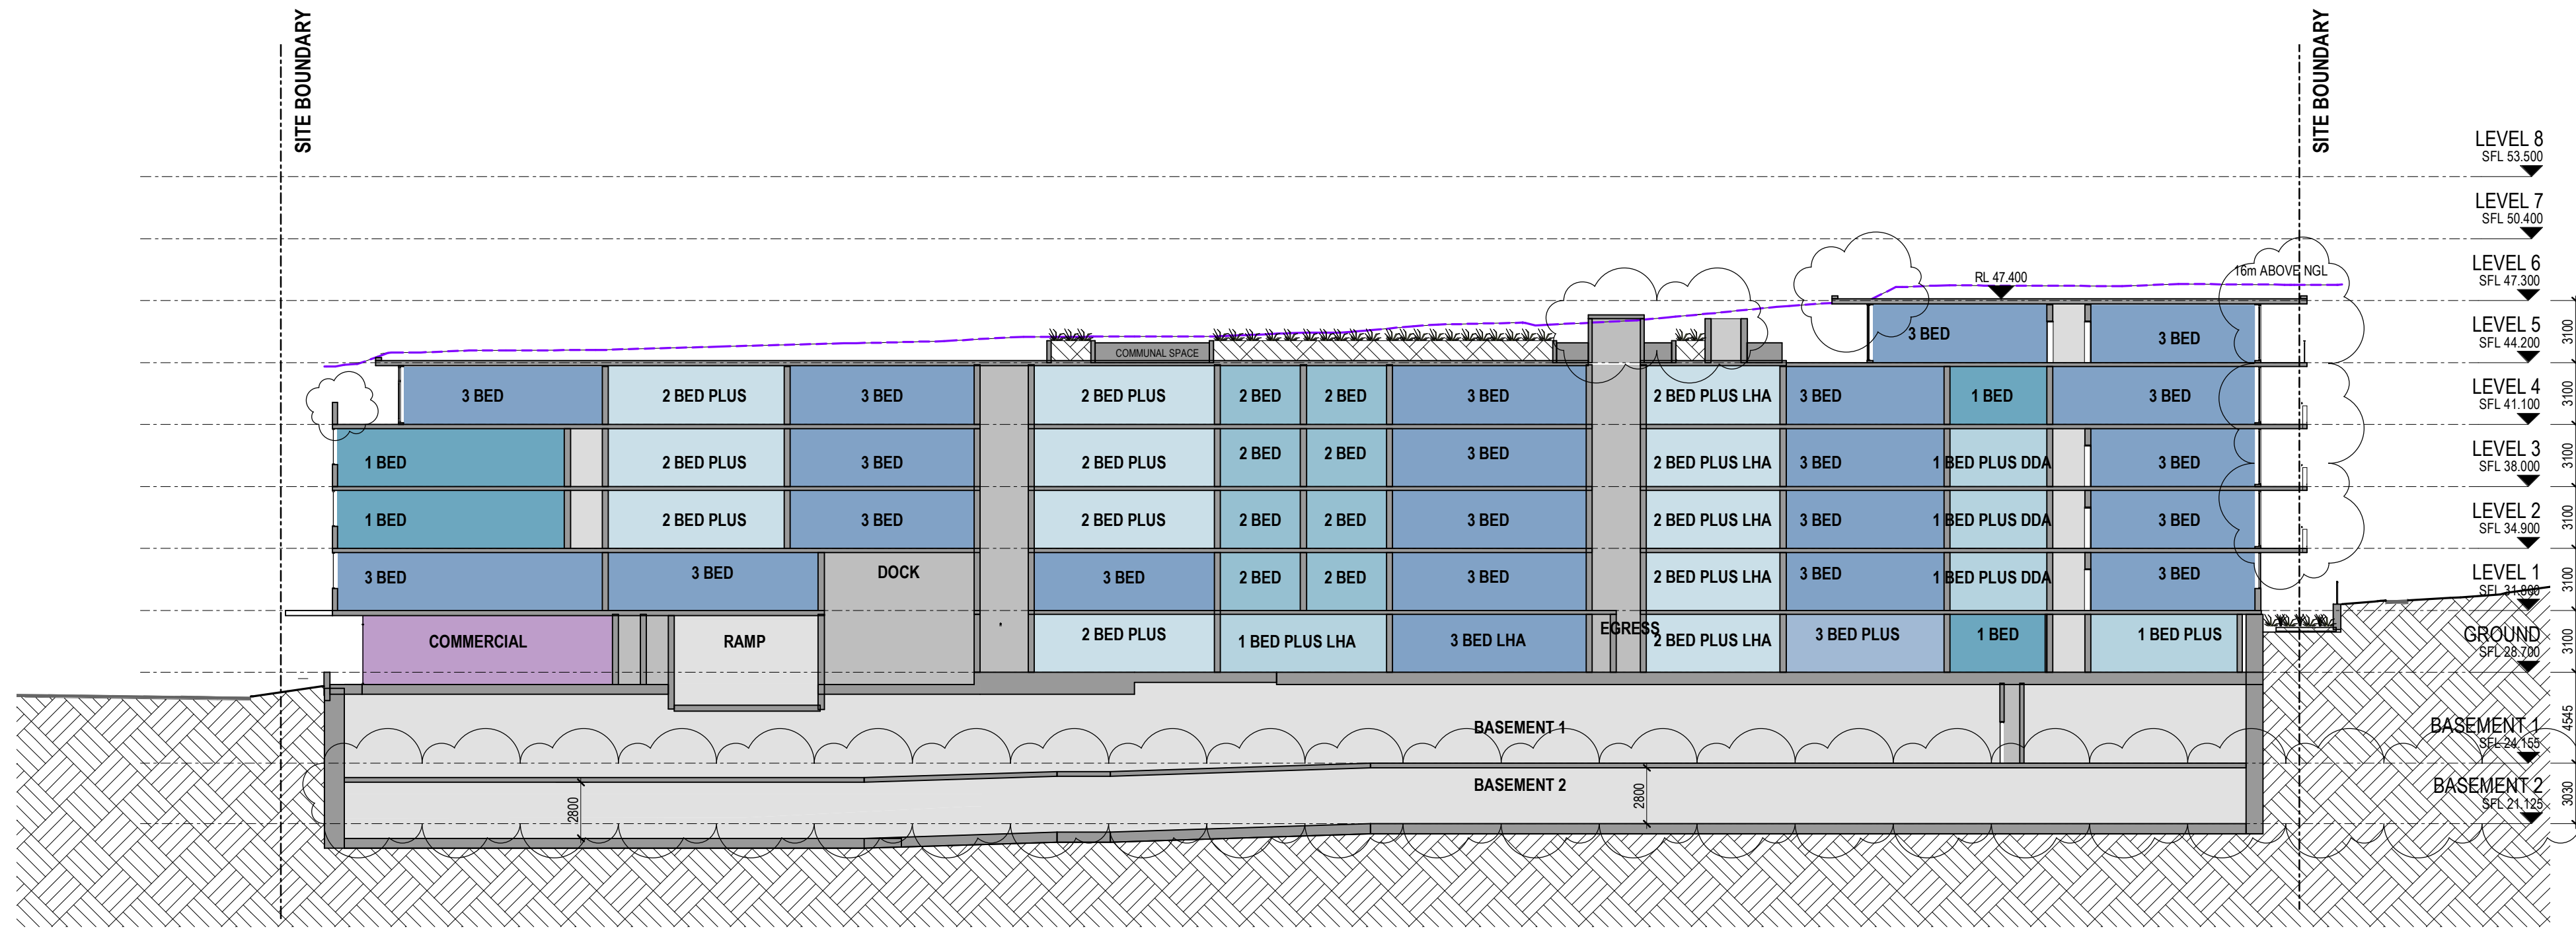 SITE BOUNDARY
SITE BOUNDARY
LEVEL 8
SFL 53.500
LEVEL 7
SFL 50.400
16m ABOVE NGL
RL 47.400
LEVEL 6
SFL 47.300
3 BED
3 BED
COMMUNAL SPACE
LEVEL 5
SFL 44.200
3100
3 BED
2 BED PLUS
3 BED
2 BED PLUS
2 BED
2 BED
3 BED
2 BED PLUS LHA
3 BED
1 BED
3 BED
LEVEL 4
SFL 41.100
3100
1 BED
2 BED PLUS
3 BED
2 BED PLUS
2 BED
2 BED
3 BED
2 BED PLUS LHA
3 BED
1 BED PLUS DDA
3 BED
LEVEL 3
SFL 38.000
3100
1 BED
2 BED PLUS
3 BED
2 BED PLUS
2 BED
2 BED
3 BED
2 BED PLUS LHA
3 BED
1 BED PLUS DDA
3 BED
LEVEL 2
SFL 34.900
3100
3 BED
3 BED
DOCK
3 BED
2 BED
2 BED
3 BED
2 BED PLUS LHA
3 BED
1 BED PLUS DDA
3 BED
LEVEL 1
SFL 31.800
3100
COMMERCIAL
RAMP
2 BED PLUS
1 BED PLUS LHA
3 BED LHA
EGRESS
2 BED PLUS LHA
3 BED PLUS
1 BED
1 BED PLUS
GROUND
SFL 28.700
3100
BASEMENT 1
BASEMENT 1
SFL 24.155
4545
2800
BASEMENT 2
2800
BASEMENT 2
SFL 21.125
3030